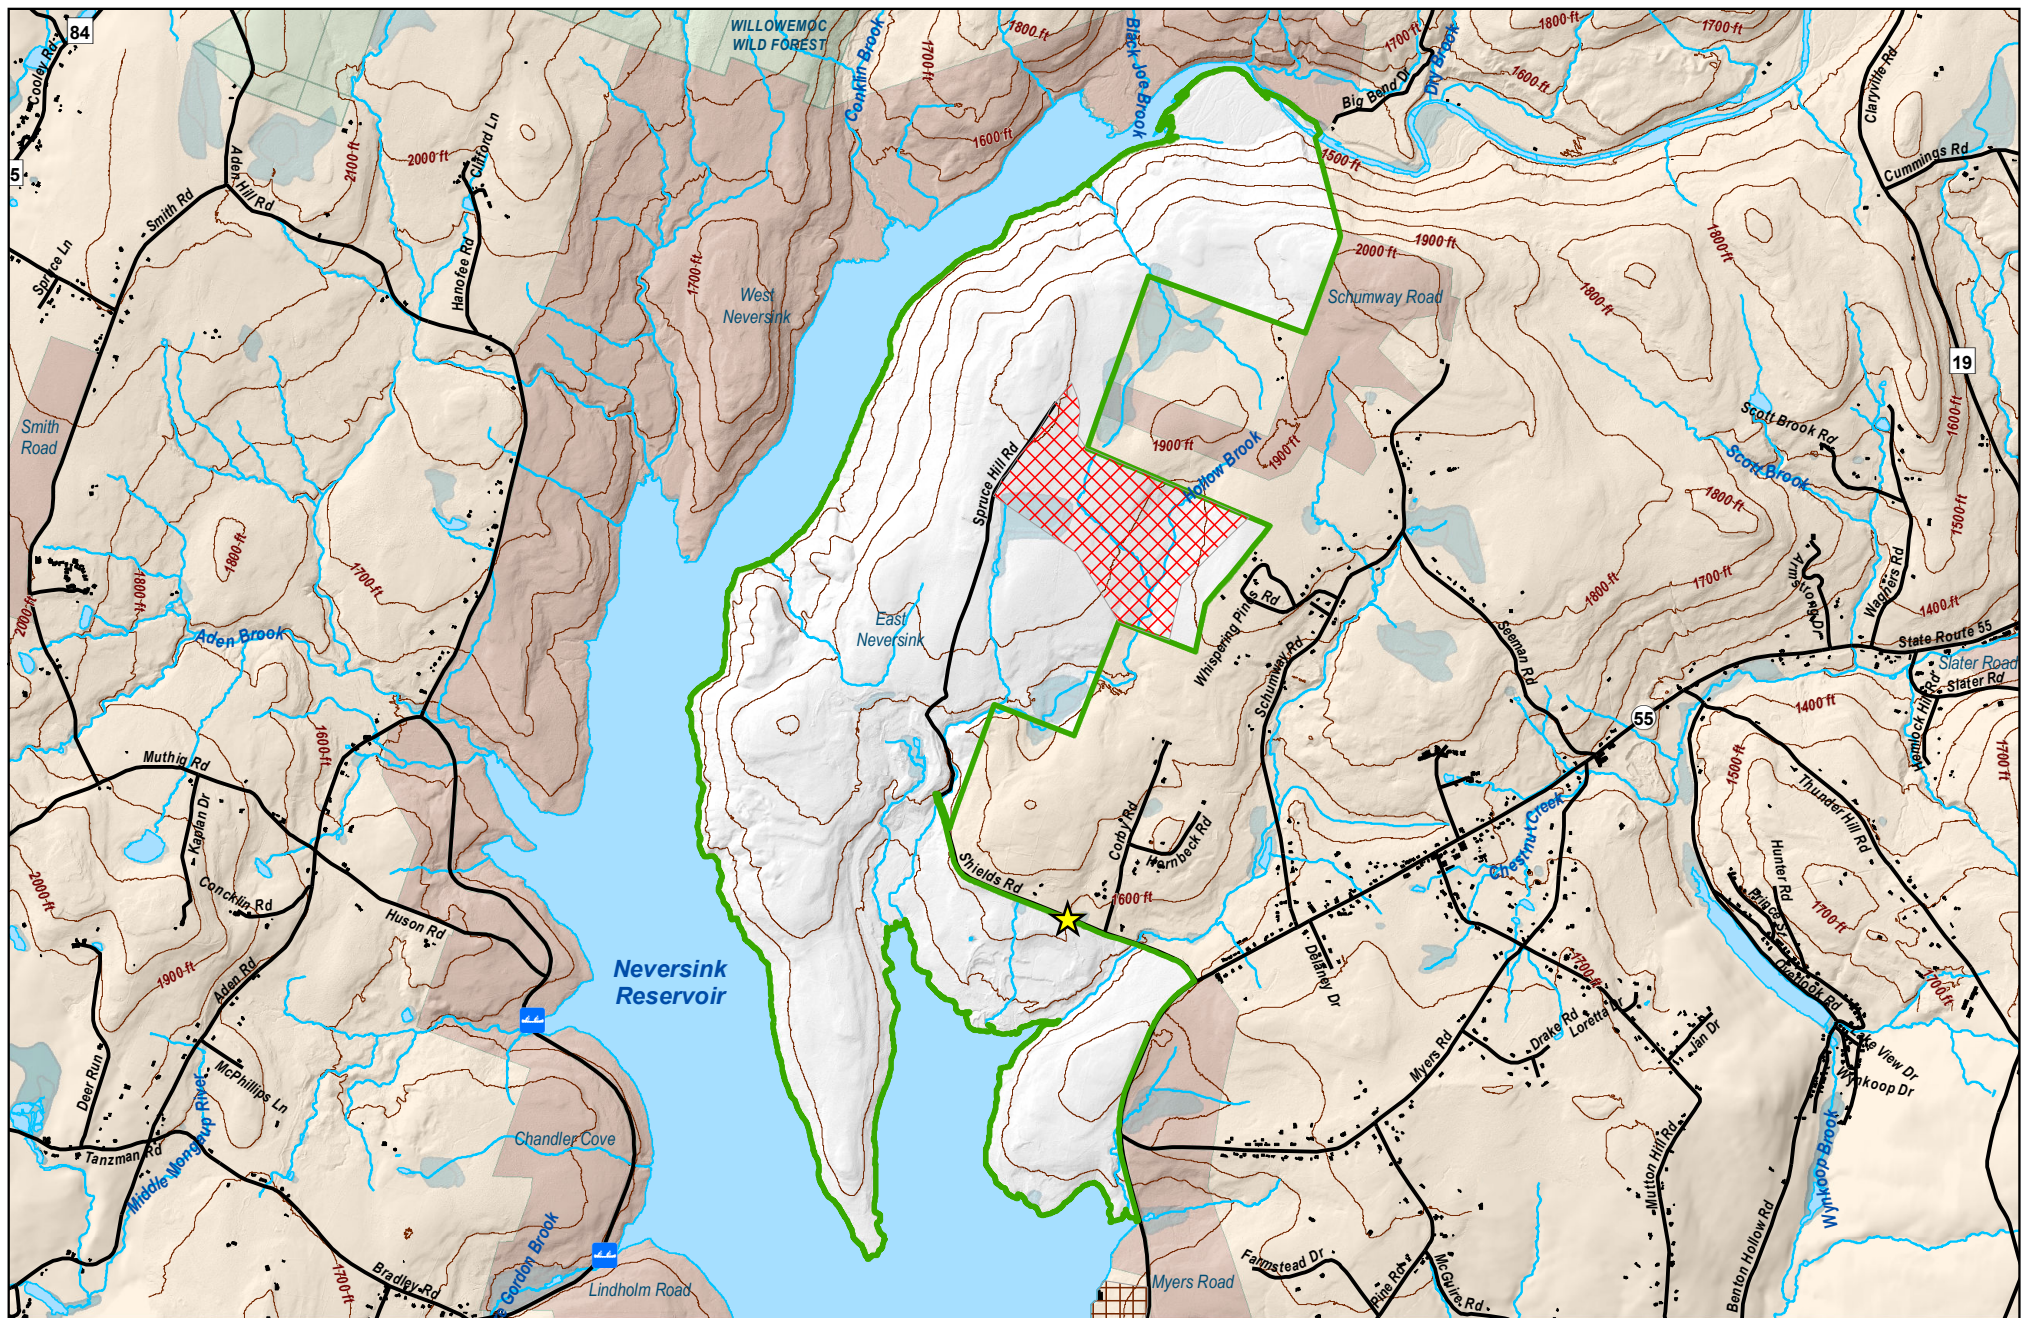 84
Cooley Rd
WILLOWEMOC
WILD FOREST
Conklin Brook
1700 ft
1800 ft
Black Joe Brook
1700 ft
Dry Brook
1800 ft
1700 ft
1600 ft
Big Bend Dr
Claryville Rd
Cummings Rd
5
Aden Hill Rd
Smith Rd
Spruce Ln
2100 ft
2000 ft
Clifford Ln
Hanofee Rd
1600 ft
1500 ft
1700 ft
West
Neversink
1900 ft
2000 ft
Schumway Road
1800 ft
1800 ft
19
Smith
Road
Spruce Hill Rd
1900 ft
Hollow Brook
1900 ft
Scott Brook Rd
Scott Brook
1600 ft
1800 ft
1500 ft
1800 ft
1800 ft
1700 ft
2000 ft
Aden Brook
East
Neversink
Whispering Pines Rd
Schumway Rd
Seeman Rd
1800 ft
1700 ft
Armstrong Dr
Wagners Rd
1400 ft
State Route 55
Slater Road
Slater Rd
Hemlock Hill Rd
55
1400 ft
1500 ft
1700 ft
Muthig Rd
1600 ft
Kaplan Dr
Concklin Rd
2000 ft
Huson Rd
1900 ft
Aden Rd
Corby Rd
Hornbeck Rd
Shields Rd
1600 ft
Chestnut Creek
Thunder Hill Rd
Hunter Rd
Prince St
1700 ft
Overlook Rd
1700 ft
Neversink
Reservoir
Delaney Dr
1700 ft
Loretta Dr
Drake Rd
Jan Dr
Myers Rd
Wynkoop Dr
Deer Run
McPhillips Ln
Tanzman Rd
Middle Mongaup River
Chandler Cove
Mutton Hill Rd
Wynkoop Brook
Benton Hollow Rd
Gordon Brook
1700 ft
Bradley Rd
Lindholm Road
Myers Road
Farmstead Dr
Pine Rd
McGuire Rd